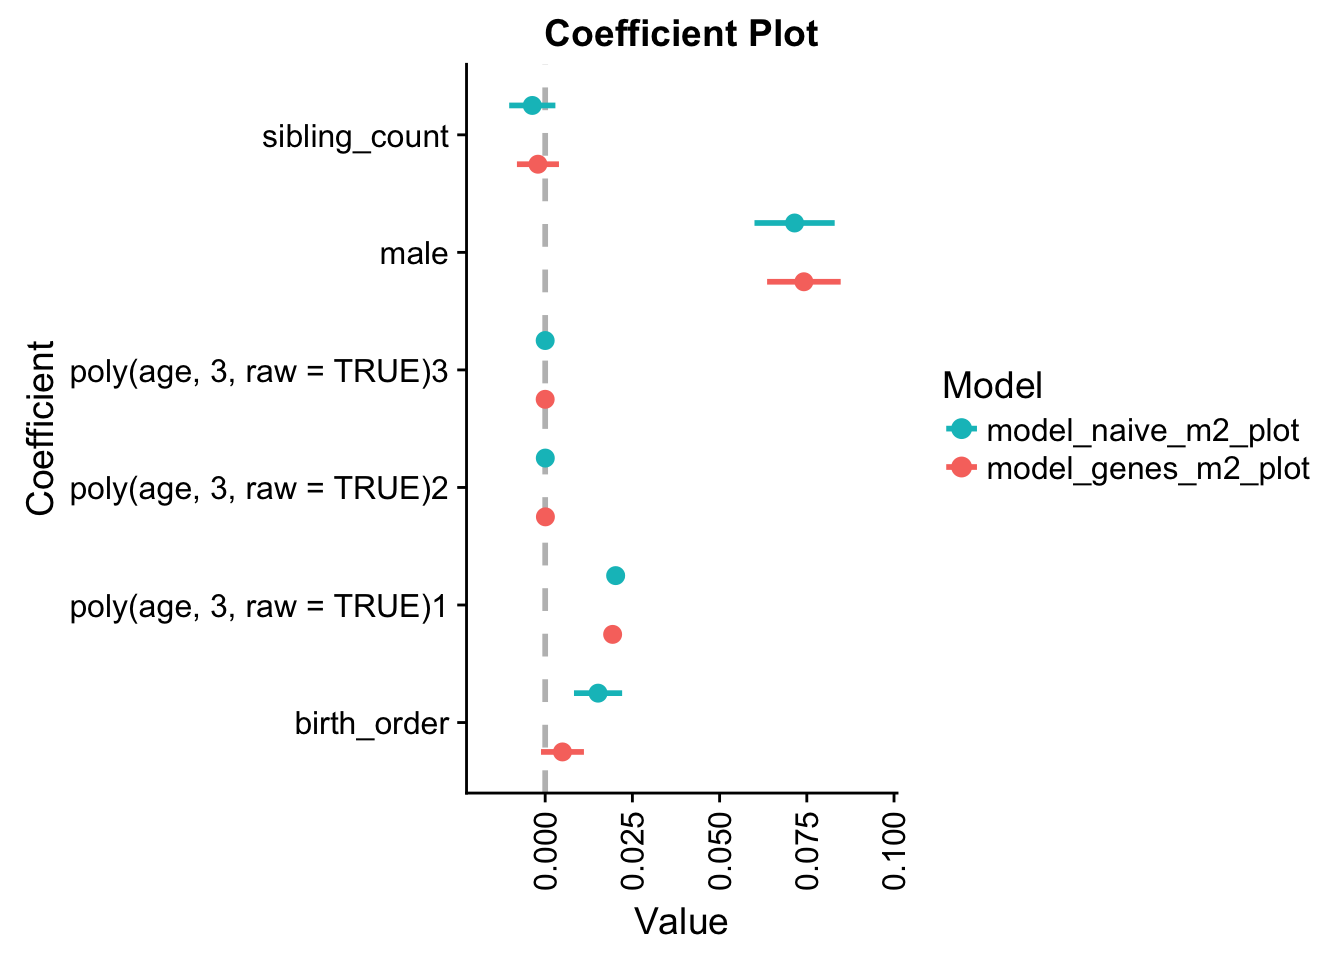 Coefficient Plot
Coefficient
sibling_count
male
poly(age, 3, raw = TRUE)3
poly(age, 3, raw = TRUE)2
poly(age, 3, raw = TRUE)1
birth_order
0.000
0.025
0.050
0.075
0.100
Value
Model
model_naive_m2_plot
model_genes_m2_plot